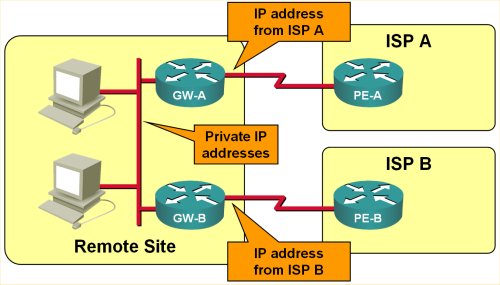 IP address
from ISP A
ISP A
GW-A
PE-A
Private IP
addresses
ISP B
GW-B
PE-B
Remote Site
IP address
from ISP B